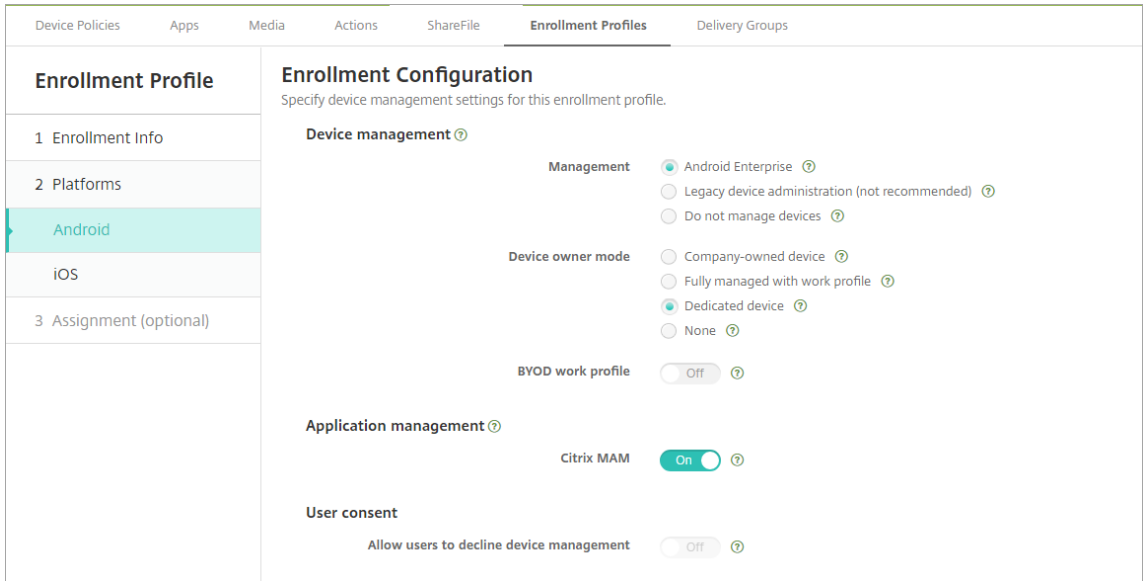 Device Policies Apps Media Actions ShareFile Enrollment Profiles Delivery Groups
Enrollment Profile
1 Enrollment Info
2 Platforms
Android
iOS
3 Assignment (optional)
Enrollment Configuration
Specify device management settings for this enrollment profile.
Device management ?
Management
Android Enterprise ?
Legacy device administration (not recommended) ?
Do not manage devices ?
Device owner mode
Company-owned device ?
Fully managed with work profile ?
Dedicated device ?
None ?
BYOD work profile Off ?
Application management ?
Citrix MAM On ?
User consent
Allow users to decline device management Off ?